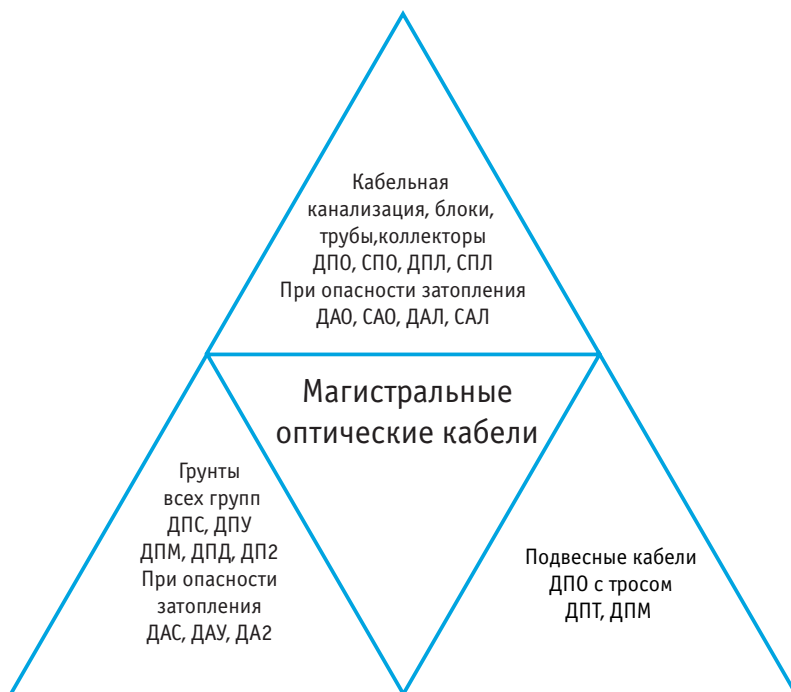 Кабельная
канализация, блоки,
трубы,коллекторы
ДПО, СПО, ДПЛ, СПЛ
При опасности затопления
ДАО, САО, ДАЛ, САЛ
Магистральные
оптические кабели
Грунты
всех групп
ДПС, ДПУ
ДПМ, ДПД, ДП2
При опасности
затопления
ДАС, ДАУ, ДА2
Подвесные кабели
ДПО с тросом
ДПТ, ДПМ